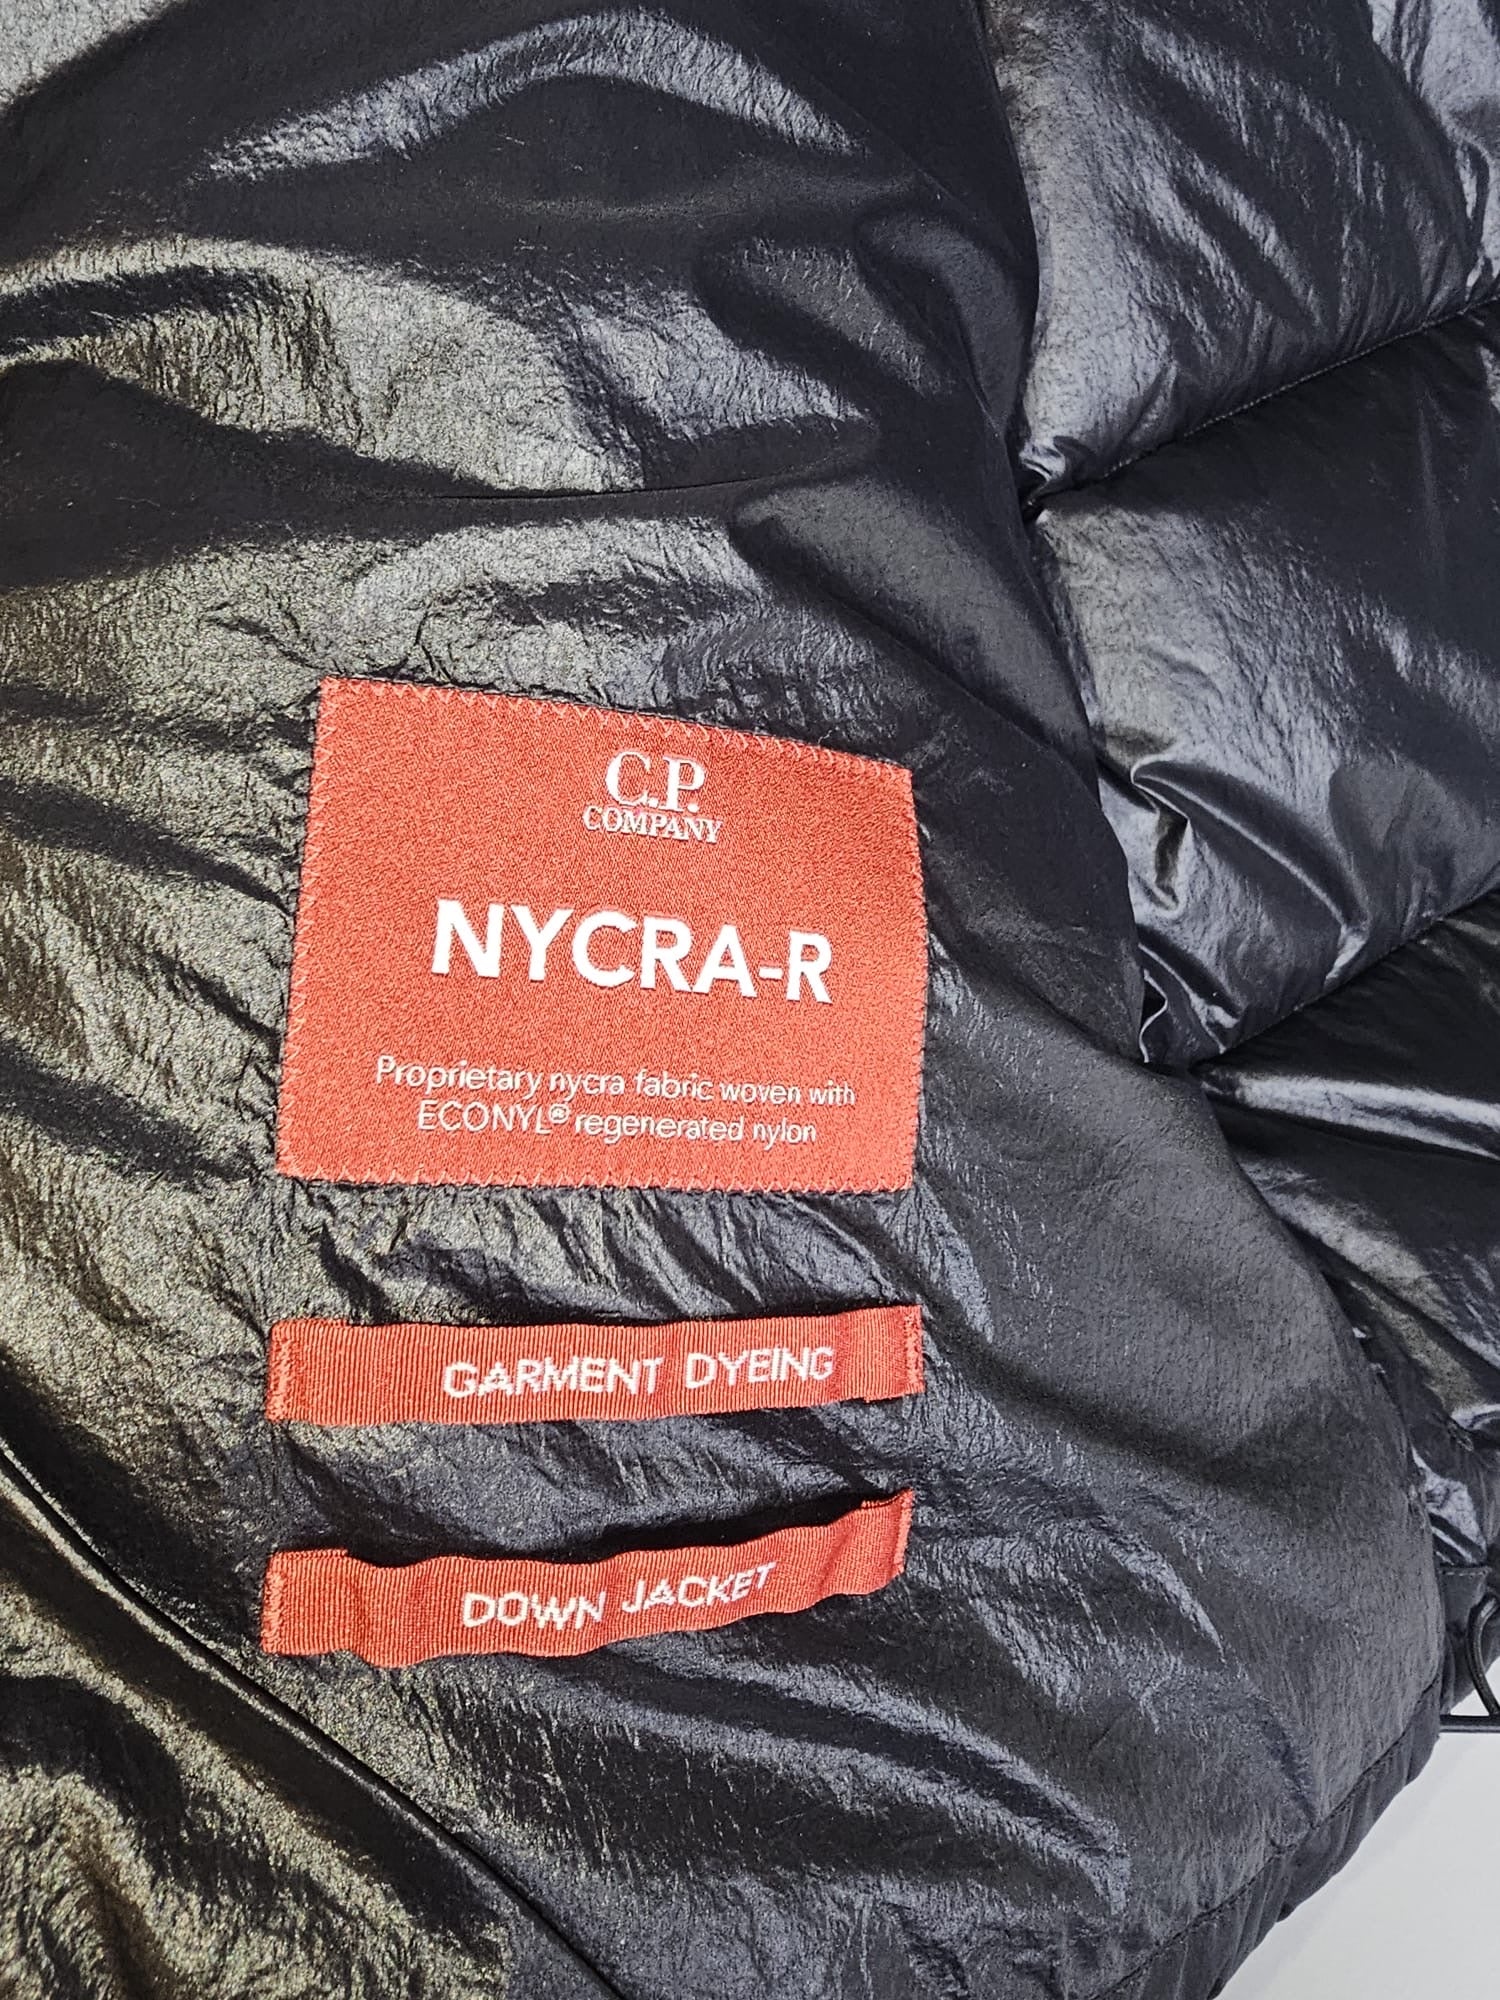 C.P.
COMPANY
NYCRA-R
Proprietary nycra fabric woven with
ECONYL® regenerated nylon
GARMENT DYEING
DOWN JACKET